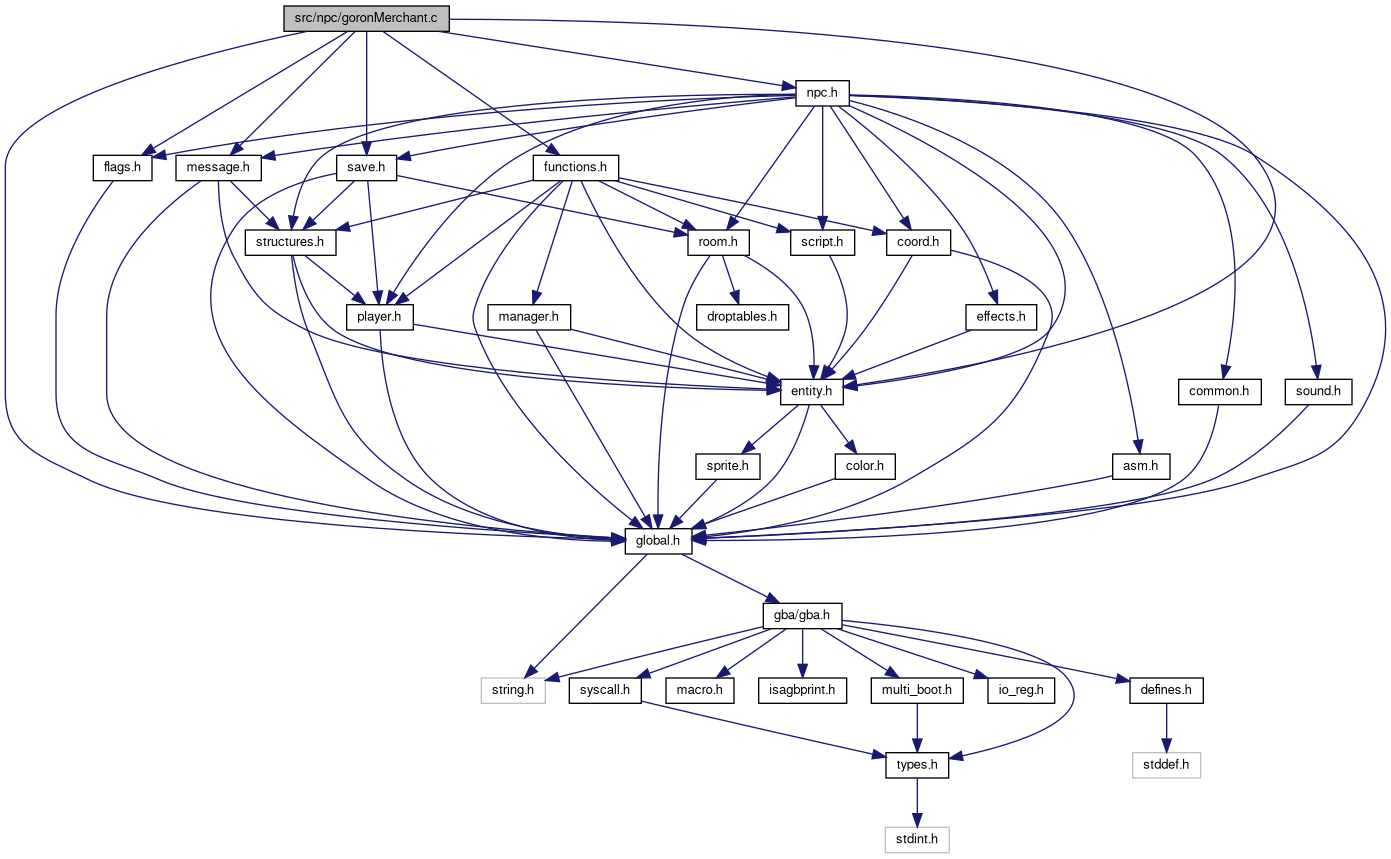 src/npc/goronMerchant.c
npc.h
flags.h
message.h
save.h
functions.h
structures.h
room.h
script.h
coord.h
player.h
manager.h
droptables.h
effects.h
entity.h
common.h
sound.h
sprite.h
color.h
asm.h
global.h
gba/gba.h
string.h
syscall.h
macro.h
isagbprint.h
multi_boot.h
io_reg.h
defines.h
types.h
stddef.h
stdint.h